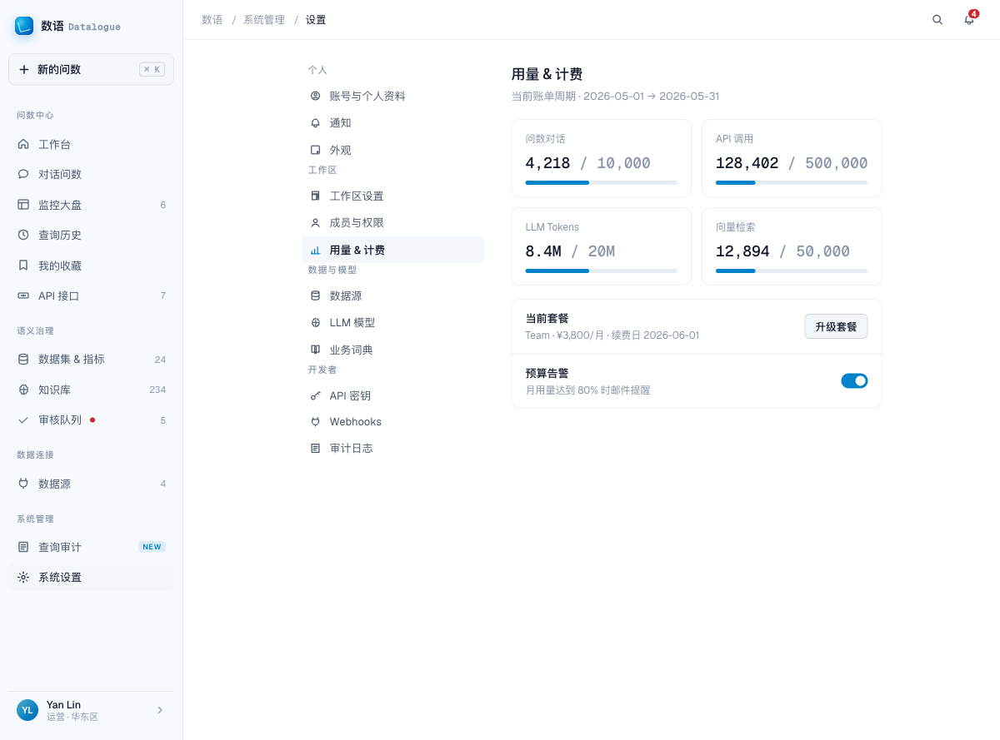 数语 Datalogue
新的问数 ⌘ K
问数中心
工作台
对话问数
监控大盘 6
查询历史
我的收藏
API 接口 7
语义治理
数据集 & 指标 24
知识库 234
审核队列 5
数据连接
数据源 4
系统管理
查询审计 NEW
系统设置
YL
Yan Lin
运营 · 华东区
数语 / 系统管理 / 设置
4
个人
账号与个人资料
通知
外观
工作区
工作区设置
成员与权限
用量 & 计费
数据与模型
数据源
LLM 模型
业务词典
开发者
API 密钥
Webhooks
审计日志
用量 & 计费
当前账单周期 · 2026-05-01 → 2026-05-31
问数对话
4,218 / 10,000
API 调用
128,402 / 500,000
LLM Tokens
8.4M / 20M
向量检索
12,894 / 50,000
当前套餐
Team · ¥3,800/月 · 续费日 2026-06-01
升级套餐
预算告警
月用量达到 80% 时邮件提醒